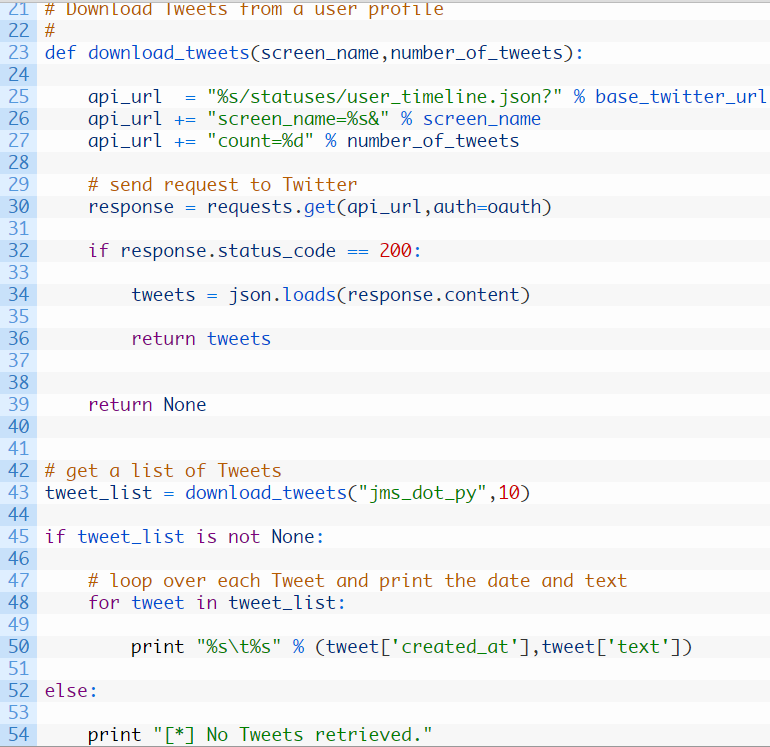 21 # Download Tweets from a user profile
22 #
23 def download_tweets(screen_name,number_of_tweets):
24
25     api_url  = "%s/statuses/user_timeline.json?" % base_twitter_url
26     api_url += "screen_name=%s&" % screen_name
27     api_url += "count=%d" % number_of_tweets
28
29     # send request to Twitter
30     response = requests.get(api_url,auth=oauth)
31
32     if response.status_code == 200:
33
34         tweets = json.loads(response.content)
35
36         return tweets
37
38
39     return None
40
41
42 # get a list of Tweets
43 tweet_list = download_tweets("jms_dot_py",10)
44
45 if tweet_list is not None:
46
47     # loop over each Tweet and print the date and text
48     for tweet in tweet_list:
49
50         print "%s\t%s" % (tweet['created_at'],tweet['text'])
51
52 else:
53
54     print "[*] No Tweets retrieved."